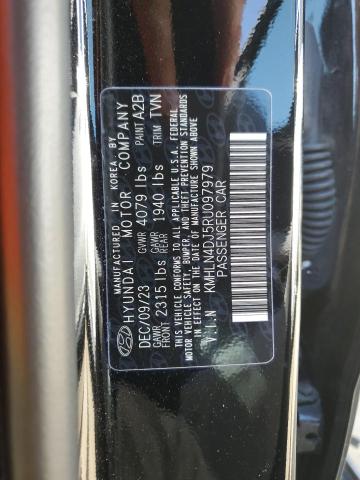 MANUFACTURED IN KOREA BY
HYUNDAI MOTOR COMPANY
DEC/09/23 GVWR 4079 lbs PAINT A2B
GAWR FRONT 2315 lbs GAWR REAR 1940 lbs TRIM TVN
THIS VEHICLE CONFORMS TO ALL APPLICABLE U.S.A. FEDERAL
MOTOR VEHICLE SAFETY, BUMPER, AND THEFT PREVENTION STANDARDS
IN EFFECT ON THE DATE OF MANUFACTURE SHOWN ABOVE
V.I.N KMHLN4DJ5RU097979
PASSENGER CAR